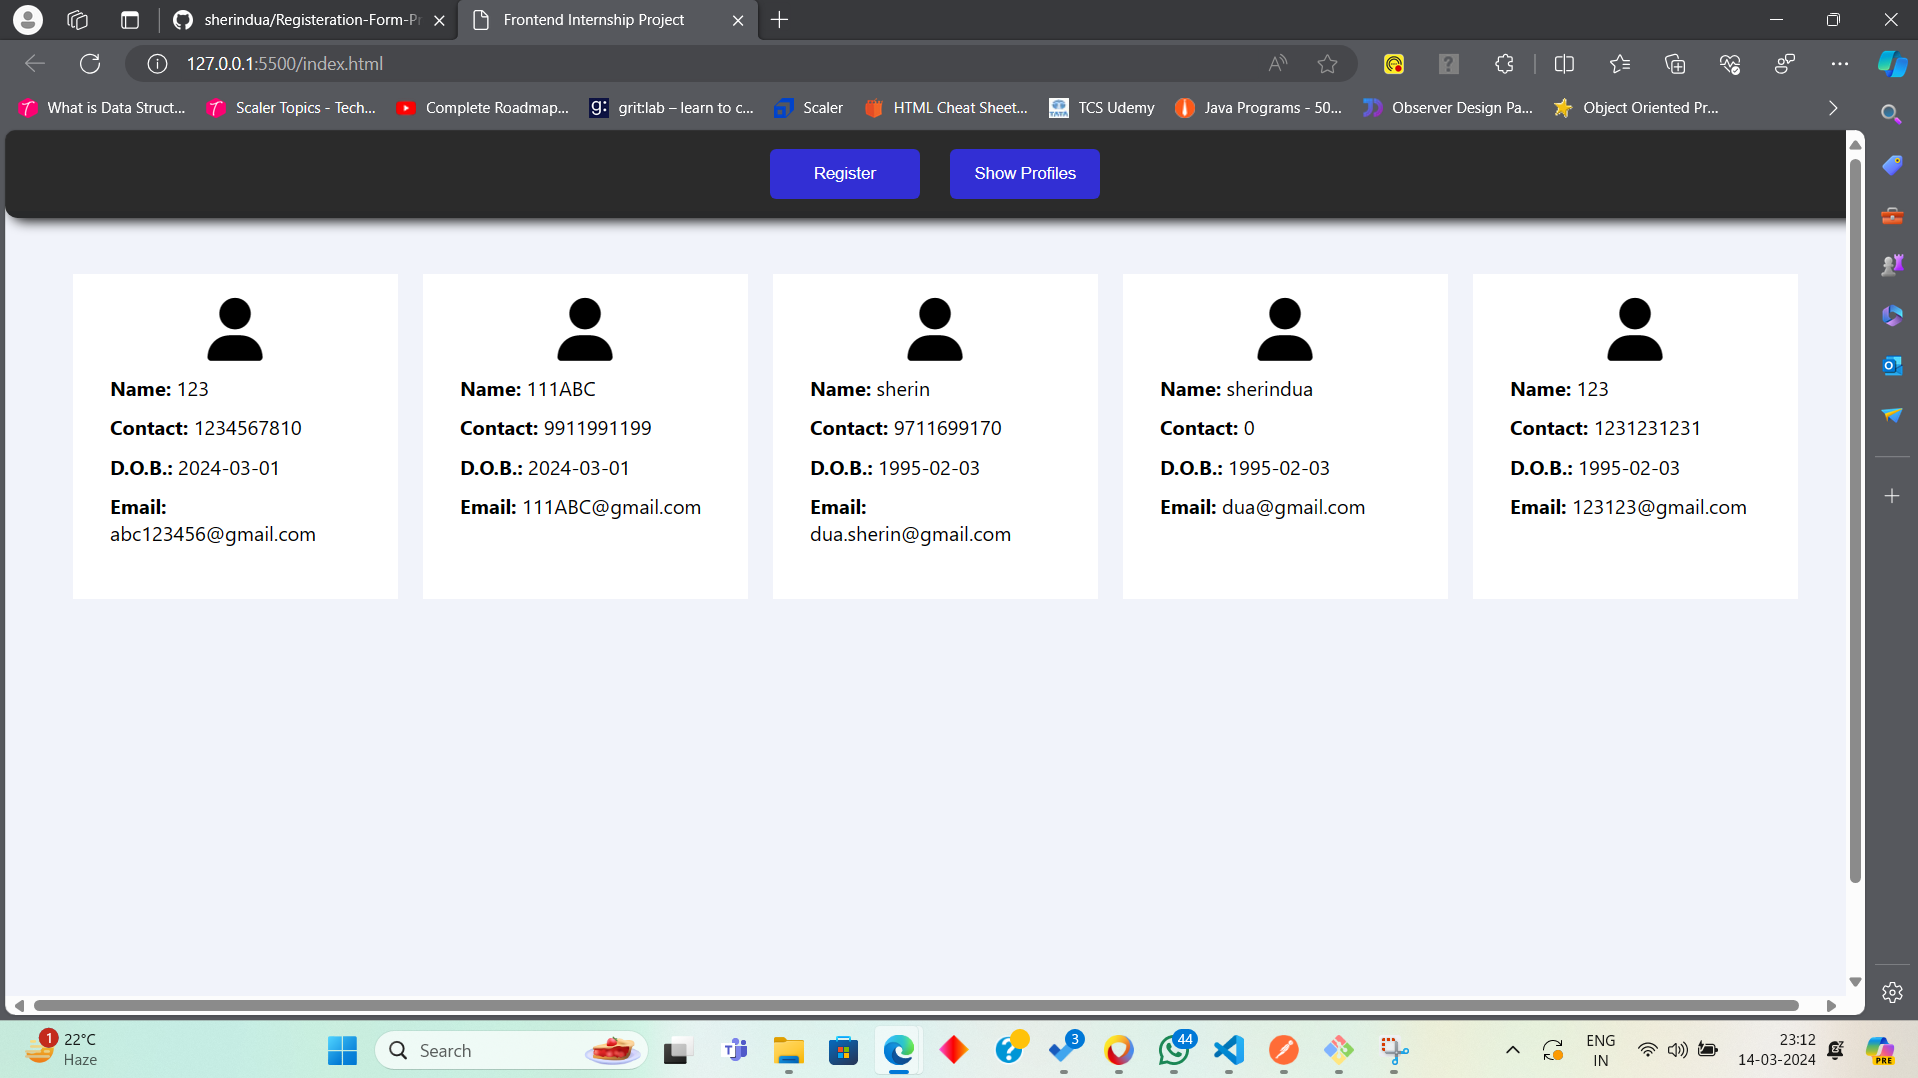 sherindua/Registeration-Form-Pr
Frontend Internship Project
127.0.0.1:5500/index.html
What is Data Struct...
Scaler Topics - Tech...
Complete Roadmap...
g: grit:lab – learn to c...
Scaler
HTML Cheat Sheet...
TATA TCS Udemy
Java Programs - 50...
Observer Design Pa...
Object Oriented Pr...
Register
Show Profiles
Name: 123
Contact: 1234567810
D.O.B.: 2024-03-01
Email:
abc123456@gmail.com
Name: 111ABC
Contact: 9911991199
D.O.B.: 2024-03-01
Email: 111ABC@gmail.com
Name: sherin
Contact: 9711699170
D.O.B.: 1995-02-03
Email:
dua.sherin@gmail.com
Name: sherindua
Contact: 0
D.O.B.: 1995-02-03
Email: dua@gmail.com
Name: 123
Contact: 1231231231
D.O.B.: 1995-02-03
Email: 123123@gmail.com
1
22°C
Haze
Search
3
44
ENG
IN
23:12
14-03-2024
PRE